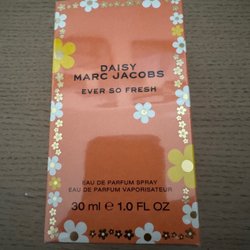 DAISY
MARC JACOBS
EVER SO FRESH
EAU DE PARFUM SPRAY
EAU DE PARFUM VAPORISATEUR
30 ml ℮ 1.0 FL OZ